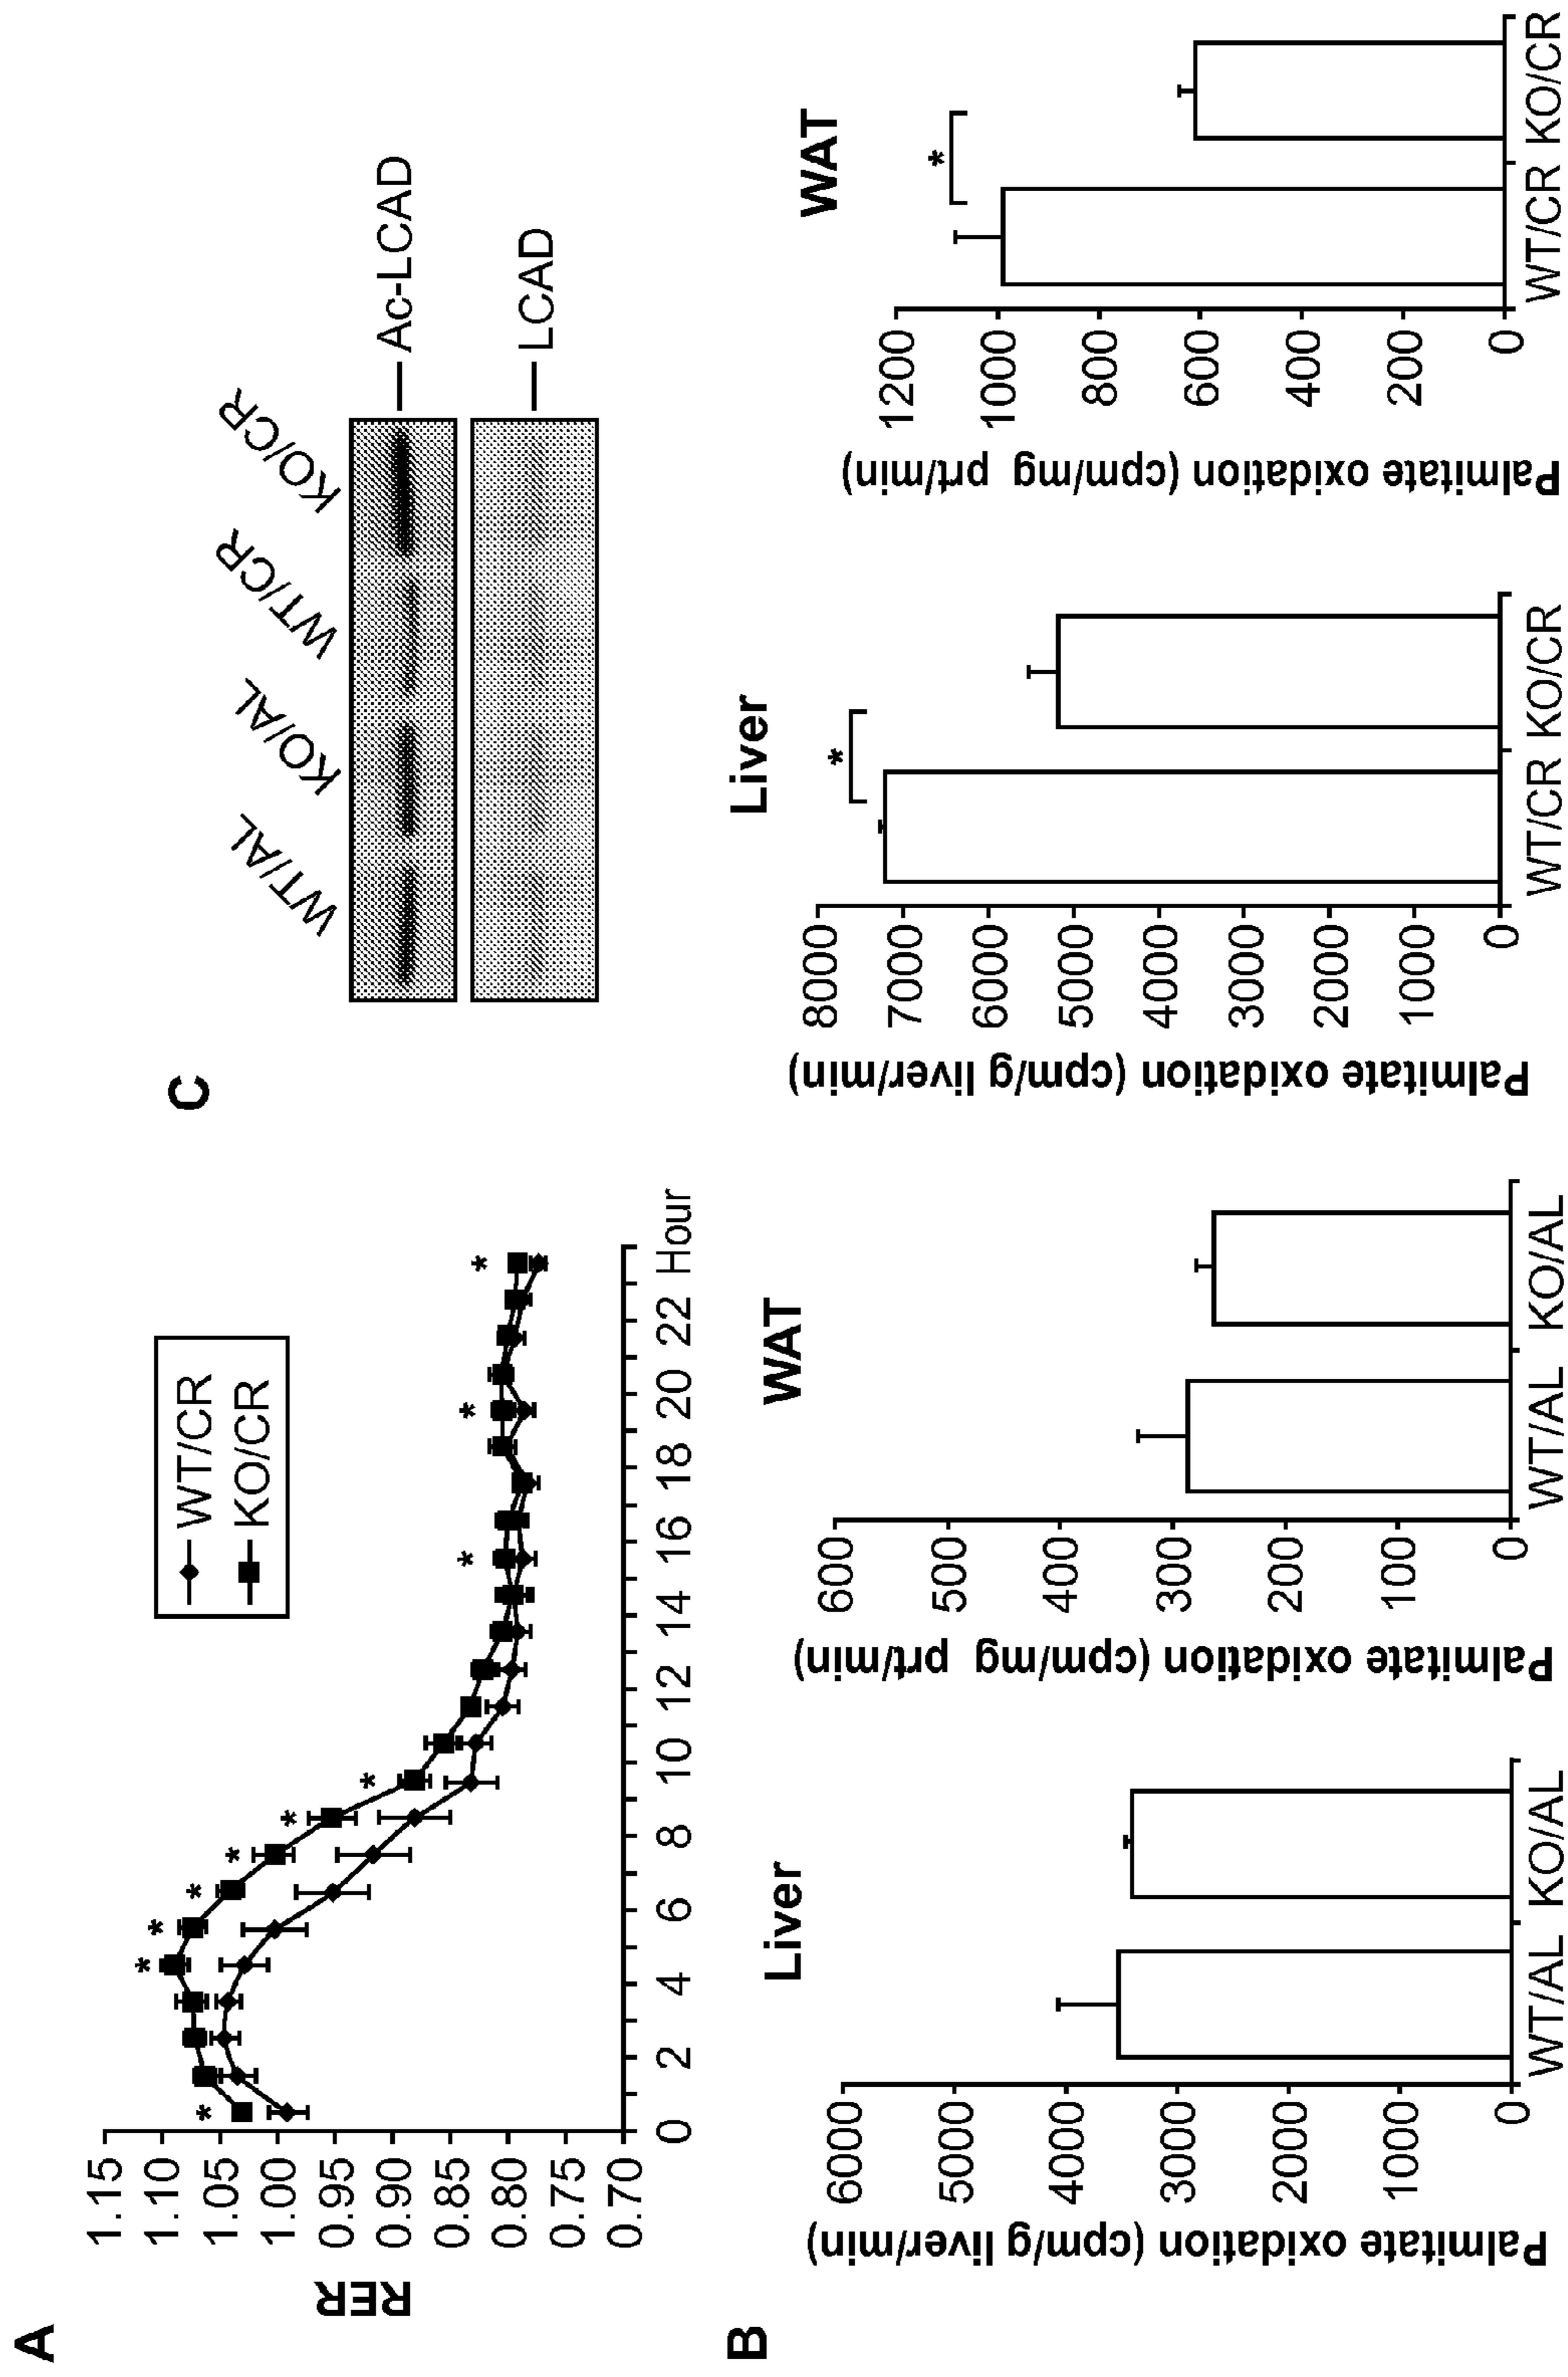 A
RER
1.15
1.10
1.05
1.00
0.95
0.90
0.85
0.80
0.75
0.70
0 2 4 6 8 10 12 14 16 18 20 22 Hour
WT/CR
KO/CR
* * * * * * * * * *
C
WT/AL KO/AL WT/CR KO/CR
Ac-LCAD
LCAD
B
Liver
Palmitate oxidation (cpm/g liver/min)
6000
5000
4000
3000
2000
1000
0
WT/AL KO/AL
WAT
Palmitate oxidation (cpm/mg prt/min)
600
500
400
300
200
100
0
WT/AL KO/AL
Liver
Palmitate oxidation (cpm/g liver/min)
8000
7000
6000
5000
4000
3000
2000
1000
0
*
WT/CR KO/CR
WAT
Palmitate oxidation (cpm/mg prt/min)
1200
1000
800
600
400
200
0
*
WT/CR KO/CR